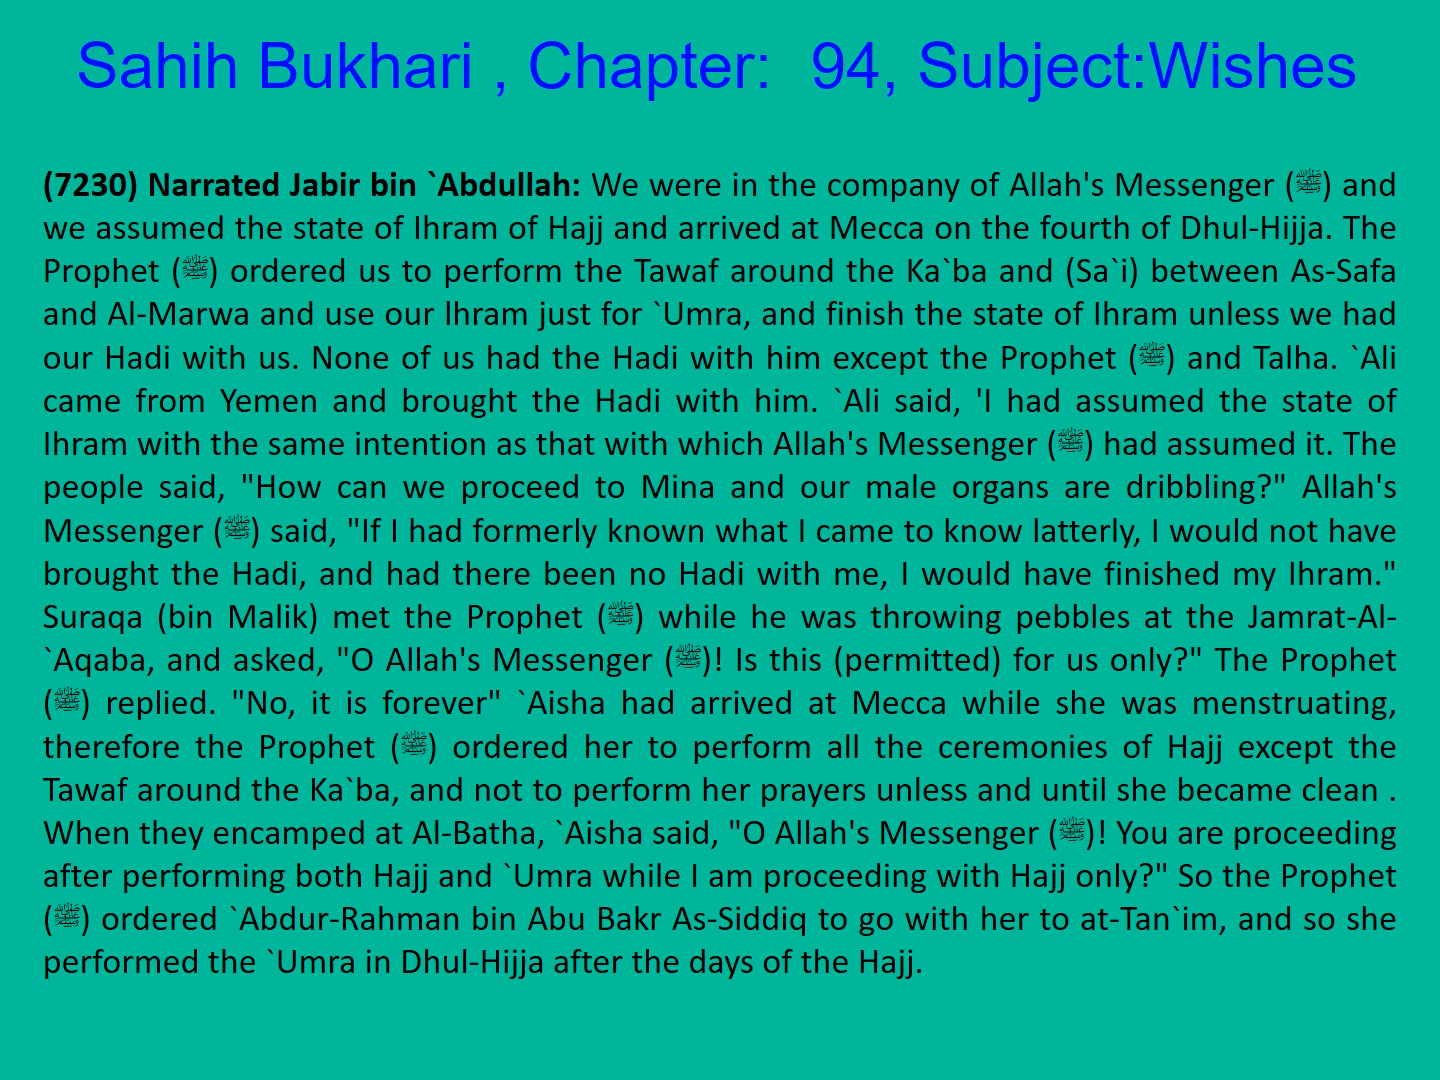 Sahih Bukhari , Chapter:  94, Subject:Wishes
(7230) Narrated Jabir bin `Abdullah: We were in the company of Allah's Messenger (ﷺ) and
we assumed the state of Ihram of Hajj and arrived at Mecca on the fourth of Dhul-Hijja. The
Prophet (ﷺ) ordered us to perform the Tawaf around the Ka`ba and (Sa`i) between As-Safa
and Al-Marwa and use our lhram just for `Umra, and finish the state of Ihram unless we had
our Hadi with us. None of us had the Hadi with him except the Prophet (ﷺ) and Talha. `Ali
came from Yemen and brought the Hadi with him. `Ali said, 'I had assumed the state of
Ihram with the same intention as that with which Allah's Messenger (ﷺ) had assumed it. The
people said, "How can we proceed to Mina and our male organs are dribbling?" Allah's
Messenger (ﷺ) said, "If I had formerly known what I came to know latterly, I would not have
brought the Hadi, and had there been no Hadi with me, I would have finished my Ihram."
Suraqa (bin Malik) met the Prophet (ﷺ) while he was throwing pebbles at the Jamrat-Al-
`Aqaba, and asked, "O Allah's Messenger (ﷺ)! Is this (permitted) for us only?" The Prophet
(ﷺ) replied. "No, it is forever" `Aisha had arrived at Mecca while she was menstruating,
therefore the Prophet (ﷺ) ordered her to perform all the ceremonies of Hajj except the
Tawaf around the Ka`ba, and not to perform her prayers unless and until she became clean .
When they encamped at Al-Batha, `Aisha said, "O Allah's Messenger (ﷺ)! You are proceeding
after performing both Hajj and `Umra while I am proceeding with Hajj only?" So the Prophet
(ﷺ) ordered `Abdur-Rahman bin Abu Bakr As-Siddiq to go with her to at-Tan`im, and so she
performed the `Umra in Dhul-Hijja after the days of the Hajj.